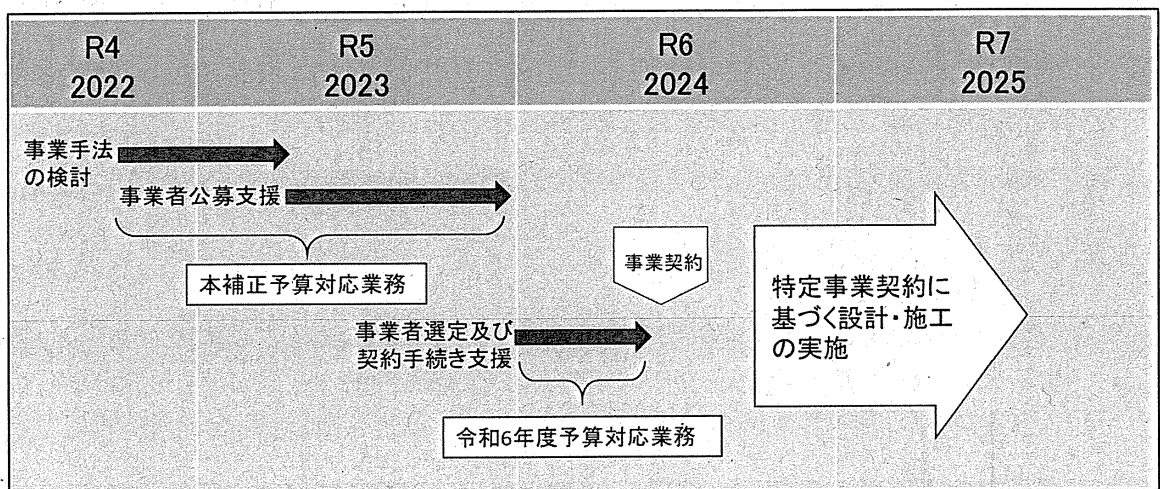 R4
2022
R5
2023
R6
2024
R7
2025
事業手法
の検討
事業者公募支援
本補正予算対応業務
事業契約
事業者選定及び
契約手続き支援
令和6年度予算対応業務
特定事業契約に
基づく設計・施工
の実施